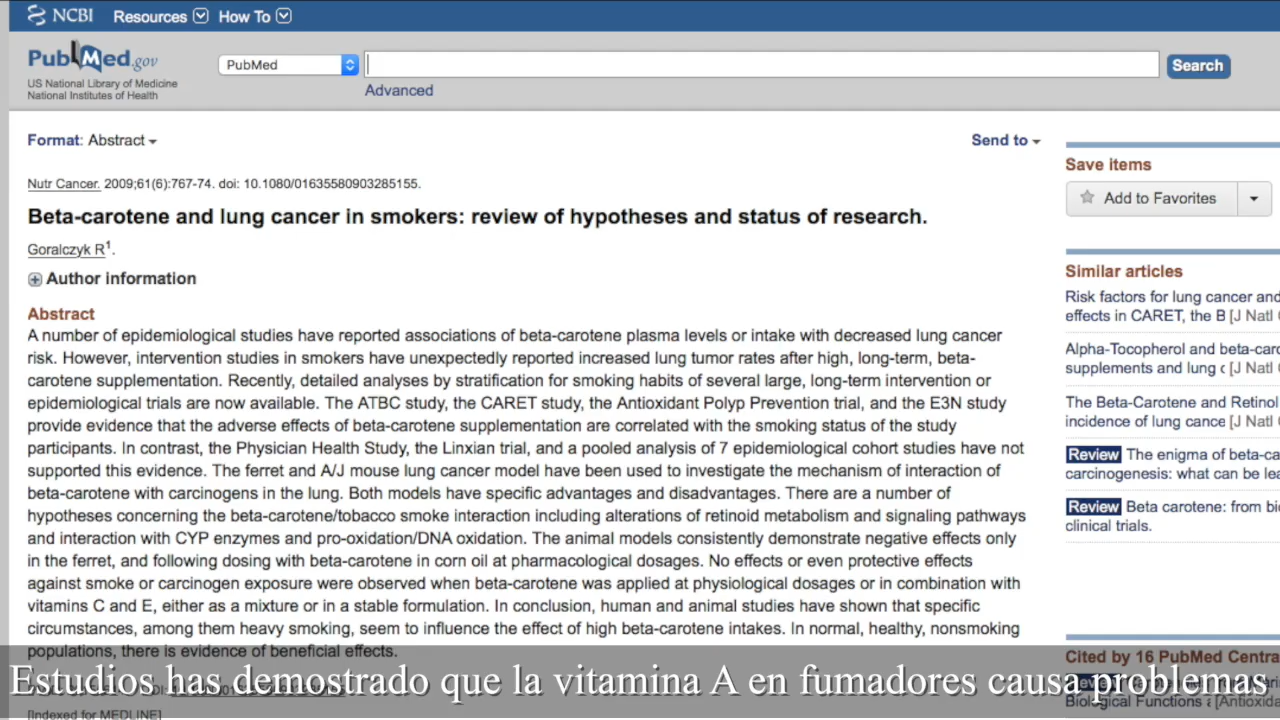 NCBI Resources How To
PubMed.gov
US National Library of Medicine
National Institutes of Health
PubMed
Search
Advanced
Format: Abstract
Send to
Nutr Cancer. 2009;61(6):767-74. doi: 10.1080/01635580903285155.
Beta-carotene and lung cancer in smokers: review of hypotheses and status of research.
Goralczyk R1.
Author information
Abstract
A number of epidemiological studies have reported associations of beta-carotene plasma levels or intake with decreased lung cancer
risk. However, intervention studies in smokers have unexpectedly reported increased lung tumor rates after high, long-term, beta-
carotene supplementation. Recently, detailed analyses by stratification for smoking habits of several large, long-term intervention or
epidemiological trials are now available. The ATBC study, the CARET study, the Antioxidant Polyp Prevention trial, and the E3N study
provide evidence that the adverse effects of beta-carotene supplementation are correlated with the smoking status of the study
participants. In contrast, the Physician Health Study, the Linxian trial, and a pooled analysis of 7 epidemiological cohort studies have not
supported this evidence. The ferret and A/J mouse lung cancer model have been used to investigate the mechanism of interaction of
beta-carotene with carcinogens in the lung. Both models have specific advantages and disadvantages. There are a number of
hypotheses concerning the beta-carotene/tobacco smoke interaction including alterations of retinoid metabolism and signaling pathways
and interaction with CYP enzymes and pro-oxidation/DNA oxidation. The animal models consistently demonstrate negative effects only
in the ferret, and following dosing with beta-carotene in corn oil at pharmacological dosages. No effects or even protective effects
against smoke or carcinogen exposure were observed when beta-carotene was applied at physiological dosages or in combination with
vitamins C and E, either as a mixture or in a stable formulation. In conclusion, human and animal studies have shown that specific
circumstances, among them heavy smoking, seem to influence the effect of high beta-carotene intakes. In normal, healthy, nonsmoking
populations, there is evidence of beneficial effects.
[Indexed for MEDLINE]
Save items
Add to Favorites
Similar articles
Risk factors for lung cancer and
effects in CARET, the B [J Natl
Alpha-Tocopherol and beta-car
supplements and lung c [J Natl
The Beta-Carotene and Retinol
incidence of lung cance [J Natl
Review The enigma of beta-ca
carcinogenesis: what can be lea
Review Beta carotene: from bi
clinical trials.
Cited by 16 PubMed Centra
Biological Functions a [Antioxida
Estudios has demostrado que la vitamina A en fumadores causa problemas